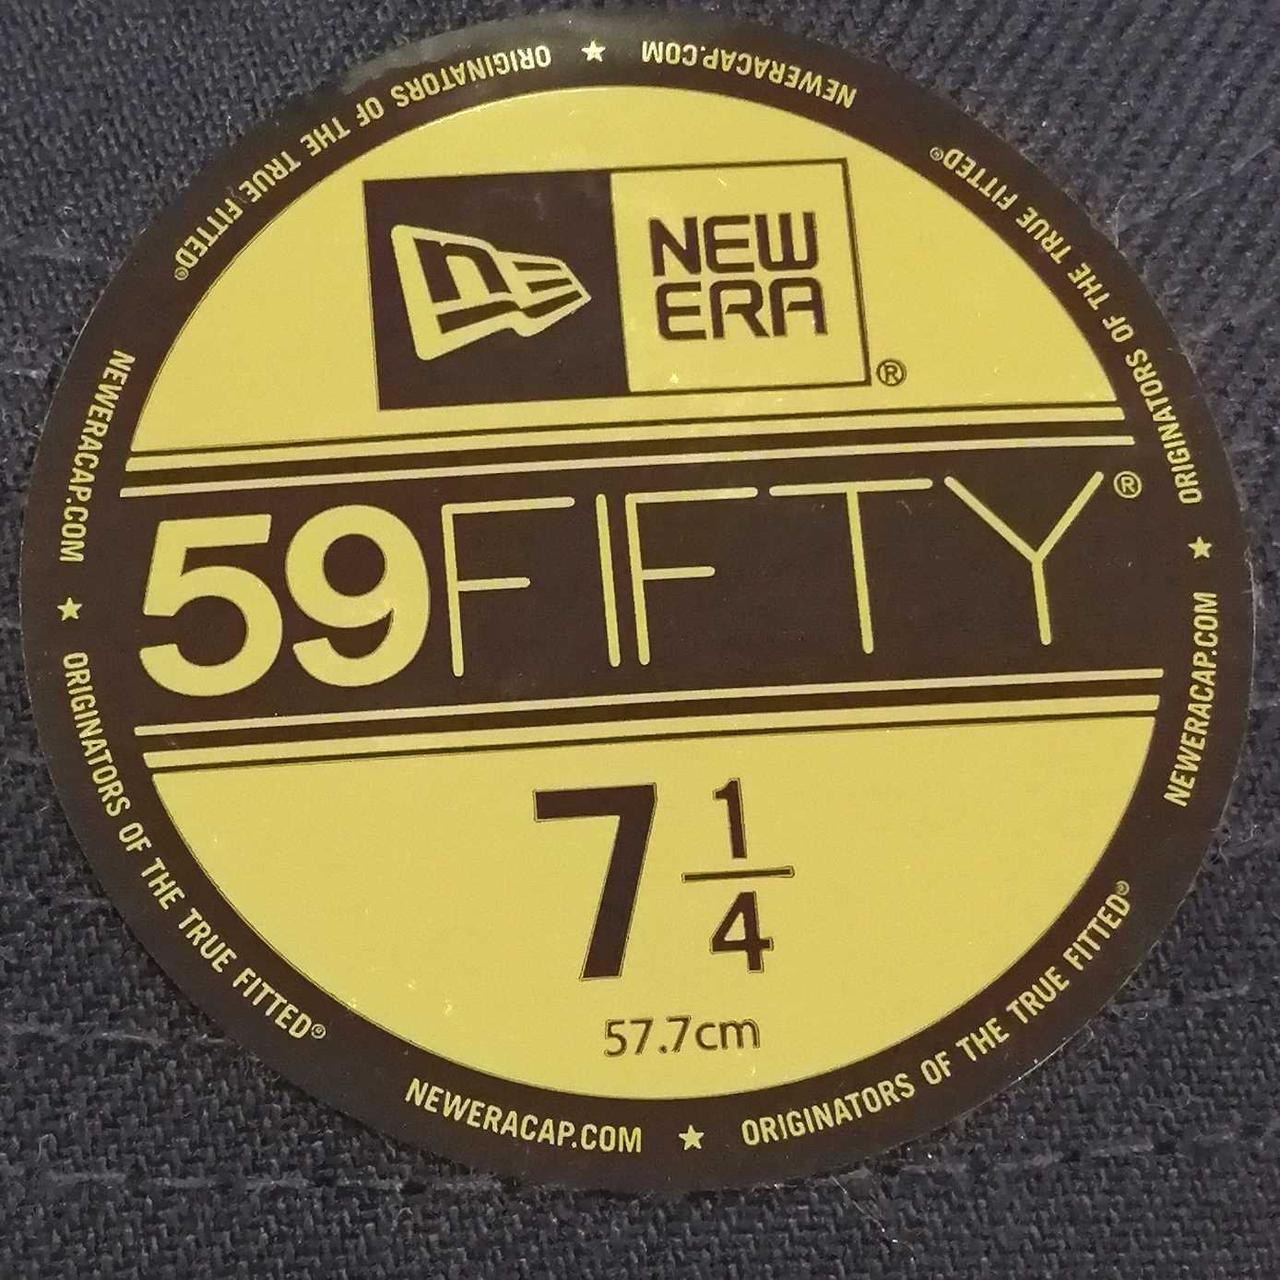 NEW
ERA®
59FIFTY®
7 1/4
57.7cm
NEWERACAP.COM ★ ORIGINATORS OF THE TRUE FITTED®
NEWERACAP.COM ★ ORIGINATORS OF THE TRUE FITTED®
NEWERACAP.COM ★ ORIGINATORS OF THE TRUE FITTED®
NEWERACAP.COM ★ ORIGINATORS OF THE TRUE FITTED®